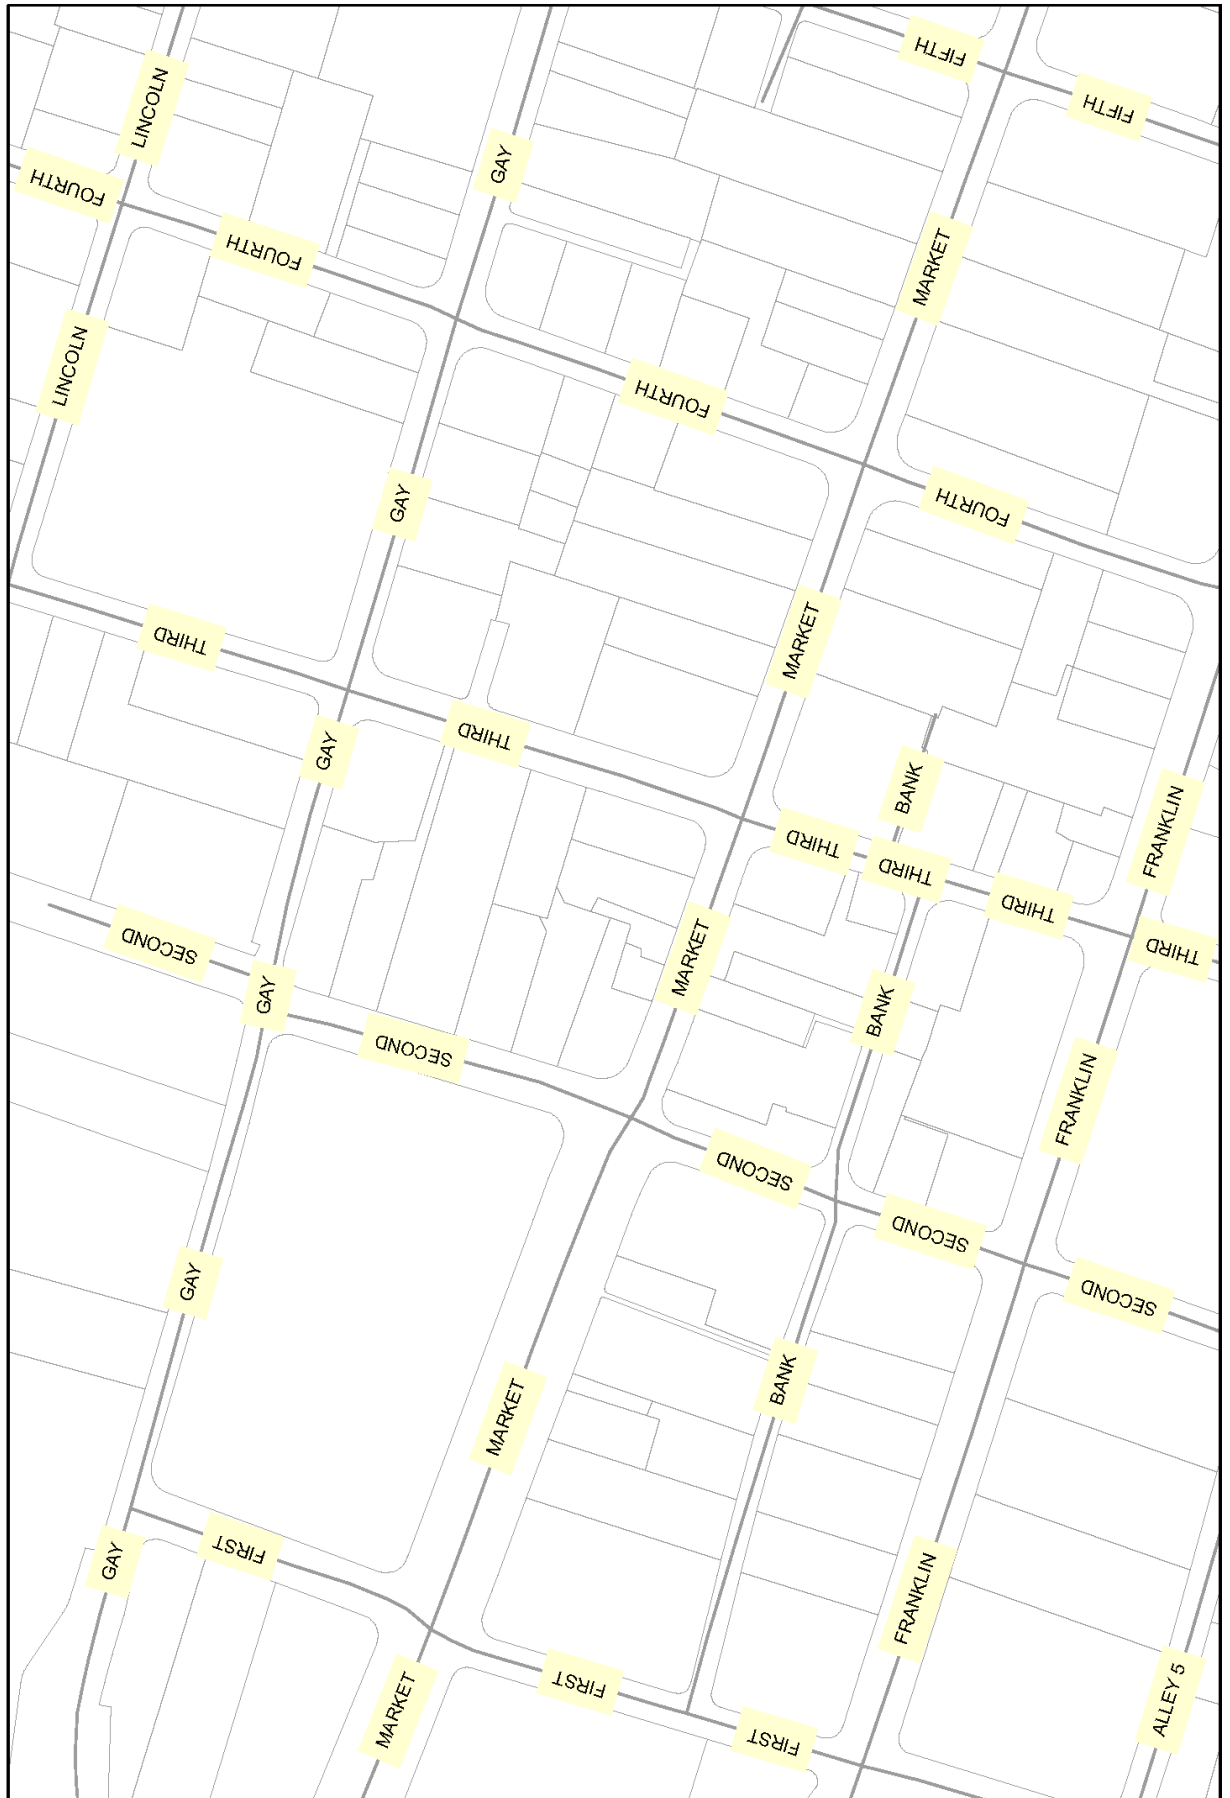 FIFTH
LINCOLN
FIFTH
GAY
FOURTH
FOURTH
MARKET
LINCOLN
FOURTH
GAY
FOURTH
THIRD
MARKET
THIRD
GAY
BANK
FRANKLIN
THIRD
THIRD
THIRD
SECOND
THIRD
MARKET
GAY
BANK
SECOND
FRANKLIN
SECOND
SECOND
GAY
SECOND
BANK
MARKET
FIRST
GAY
FRANKLIN
FIRST
ALLEY 5
MARKET
FIRST